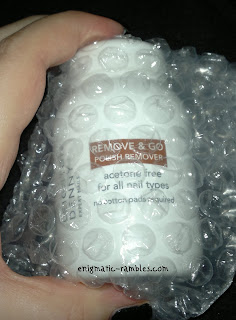 REMOVE & GO
POLISH REMOVER
acetone free
for all nail types
no cotton pads required
enigmatic-rambles.com